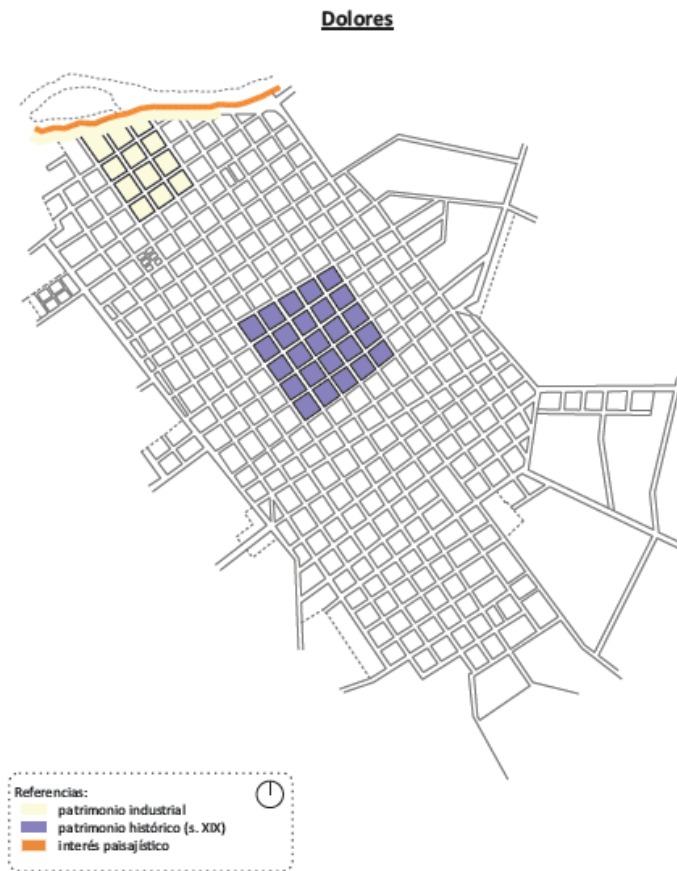 Dolores
Referencias:
patrimonio industrial
patrimonio histórico (s. XIX)
interés paisajístico